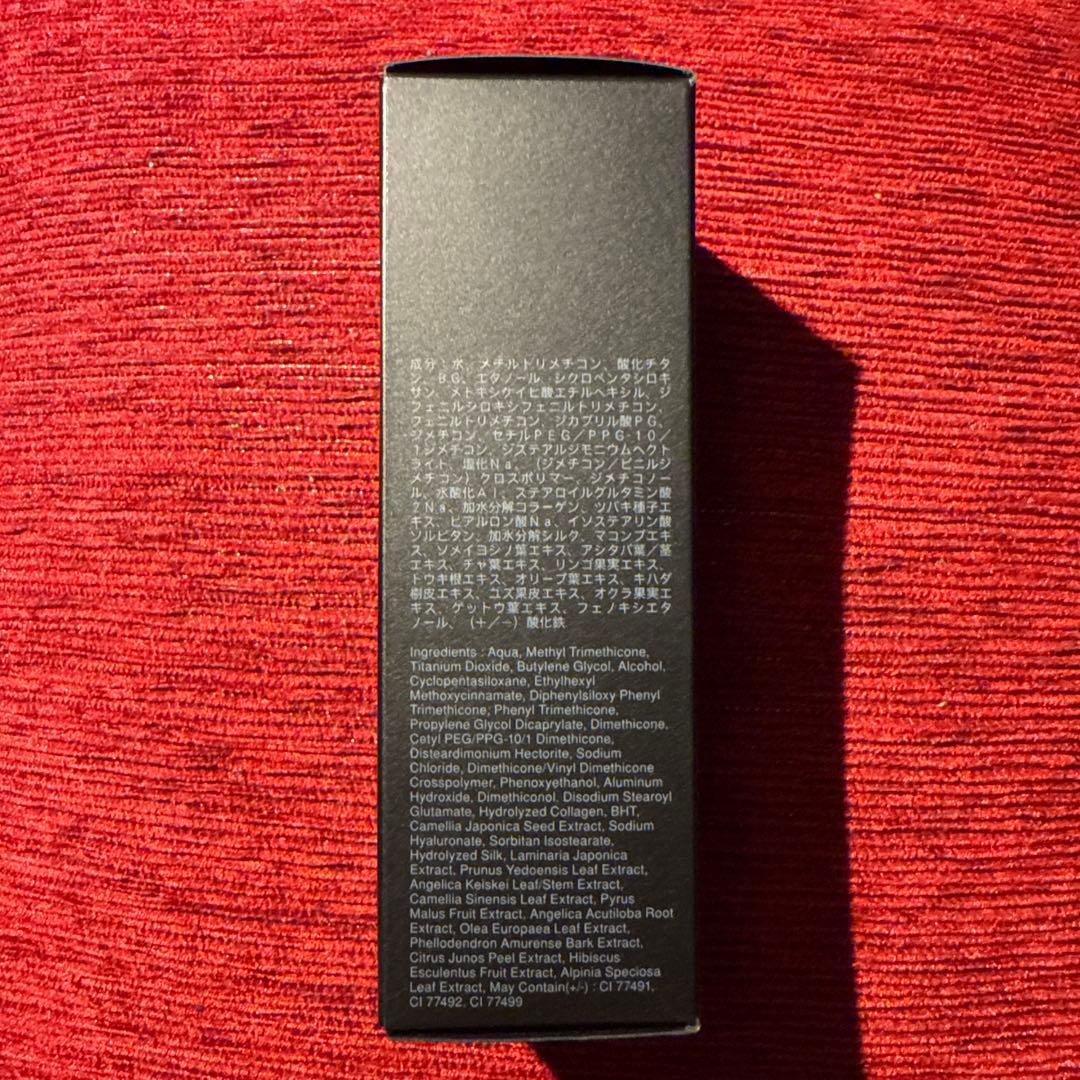 成分：水、メチルトリメチコン、酸化チタ
ン、ＢＧ、エタノール、シクロペンタシロキ
サン、メトキシケイヒ酸エチルヘキシル、ジ
フェニルシロキシフェニルトリメチコン、
フェニルトリメチコン、ジカプリル酸ＰＧ、
ジメチコン、セチルＰＥＧ／ＰＰＧ-１０／
１ジメチコン、ジステアルジモニウムヘクト
ライト、塩化Ｎａ、（ジメチコン／ビニルジ
メチコン）クロスポリマー、ジメチコノー
ル、水酸化Ａｌ、ステアロイルグルタミン酸
２Ｎａ、加水分解コラーゲン、ツバキ種子エ
キス、ヒアルロン酸Ｎａ、イソステアリン酸
ソルビタン、加水分解シルク、マコンブエキ
ス、ソメイヨシノ葉エキス、アシタバ葉／茎
エキス、チャ葉エキス、リンゴ果実エキス、
トウキ根エキス、オリーブ葉エキス、キハダ
樹皮エキス、ユズ果皮エキス、オクラ果実エ
キス、ゲットウ葉エキス、フェノキシエタ
ノール、（＋／－）酸化鉄
Ingredients : Aqua, Methyl Trimethicone,
Titanium Dioxide, Butylene Glycol, Alcohol,
Cyclopentasiloxane, Ethylhexyl
Methoxycinnamate, Diphenylsiloxy Phenyl
Trimethicone, Phenyl Trimethicone,
Propylene Glycol Dicaprylate, Dimethicone,
Cetyl PEG/PPG-10/1 Dimethicone,
Disteardimonium Hectorite, Sodium
Chloride, Dimethicone/Vinyl Dimethicone
Crosspolymer, Phenoxyethanol, Aluminum
Hydroxide, Dimethiconol, Disodium Stearoyl
Glutamate, Hydrolyzed Collagen, BHT,
Camellia Japonica Seed Extract, Sodium
Hyaluronate, Sorbitan Isostearate,
Hydrolyzed Silk, Laminaria Japonica
Extract, Prunus Yedoensis Leaf Extract,
Angelica Keiskei Leaf/Stem Extract,
Camellia Sinensis Leaf Extract, Pyrus
Malus Fruit Extract, Angelica Acutiloba Root
Extract, Olea Europaea Leaf Extract,
Phellodendron Amurense Bark Extract,
Citrus Junos Peel Extract, Hibiscus
Esculentus Fruit Extract, Alpinia Speciosa
Leaf Extract, May Contain(+/-) : CI 77491,
CI 77492, CI 77499